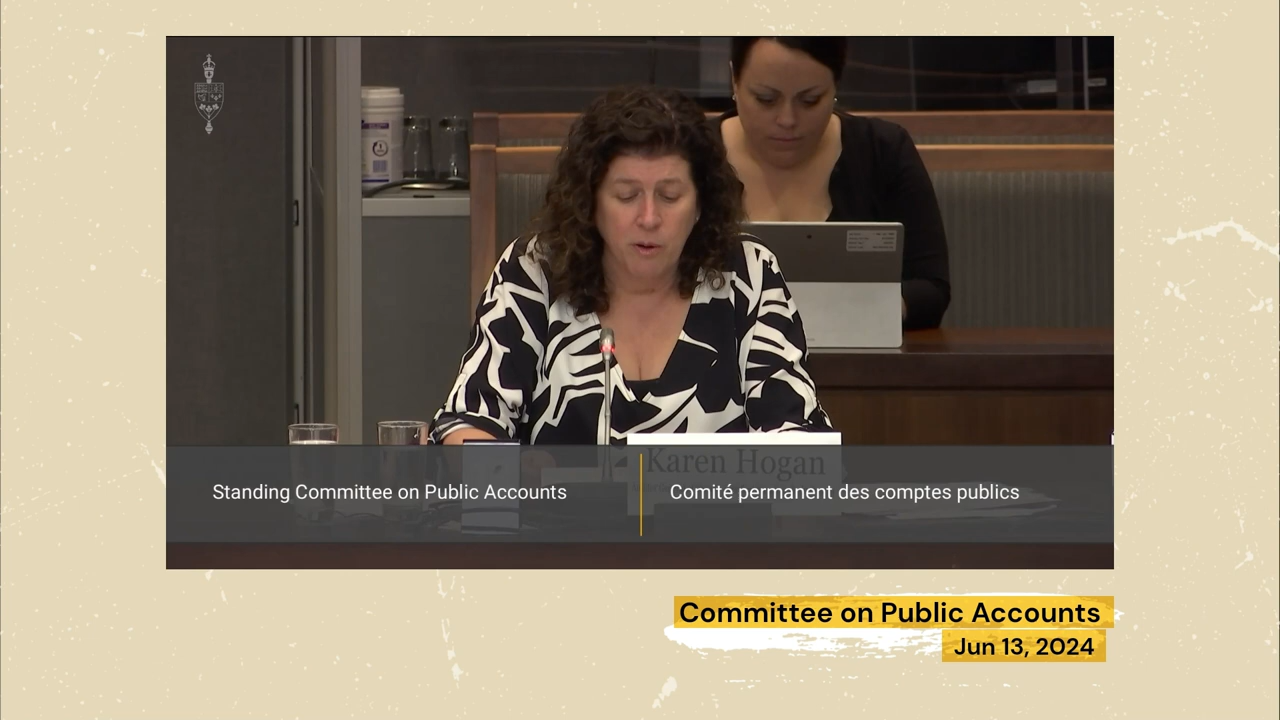 Karen Hogan
Standing Committee on Public Accounts
Comité permanent des comptes publics
Committee on Public Accounts
Jun 13, 2024